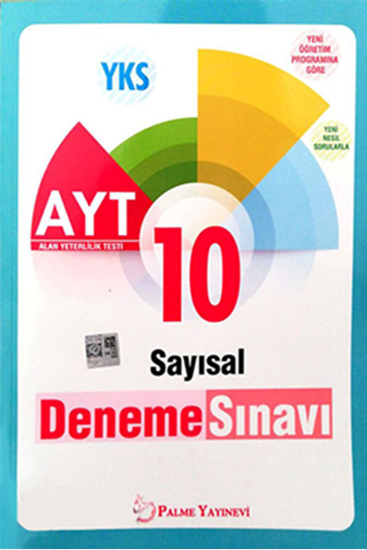 YKS
YENİ
ÖĞRETİM
PROGRAMINA
GÖRE
YENİ
NESİL
SORULARLA
AYT
ALAN YETERLİLİK TESTİ
10
Sayısal
Deneme Sınavı
PALME YAYINEVİ